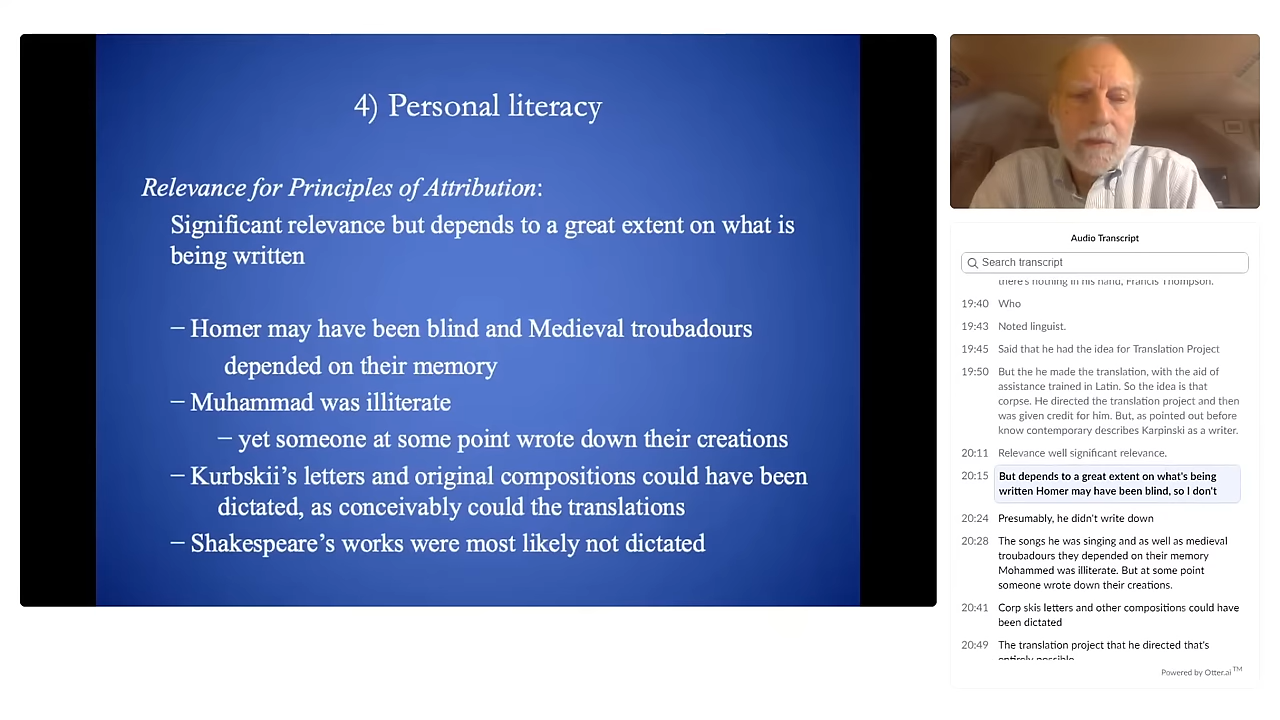 4) Personal literacy
Relevance for Principles of Attribution:
Significant relevance but depends to a great extent on what is
being written
– Homer may have been blind and Medieval troubadours
depended on their memory
– Muhammad was illiterate
– yet someone at some point wrote down their creations
– Kurbskii's letters and original compositions could have been
dictated, as conceivably could the translations
– Shakespeare's works were most likely not dictated
Audio Transcript
Search transcript
there's nothing in his hand, Francis Thompson.
19:40 Who
19:43 Noted linguist.
19:45 Said that he had the idea for Translation Project
19:50 But the he made the translation, with the aid of
assistance trained in Latin. So the idea is that
corpse. He directed the translation project and then
was given credit for him. But, as pointed out before
know contemporary describes Karpinski as a writer.
20:11 Relevance well significant relevance.
20:15 But depends to a great extent on what's being
written Homer may have been blind, so I don't
20:24 Presumably, he didn't write down
20:28 The songs he was singing and as well as medieval
troubadours they depended on their memory
Mohammed was illiterate. But at some point
someone wrote down their creations.
20:41 Corp skis letters and other compositions could have
been dictated
20:49 The translation project that he directed that's
entirely possible
Powered by Otter.ai TM